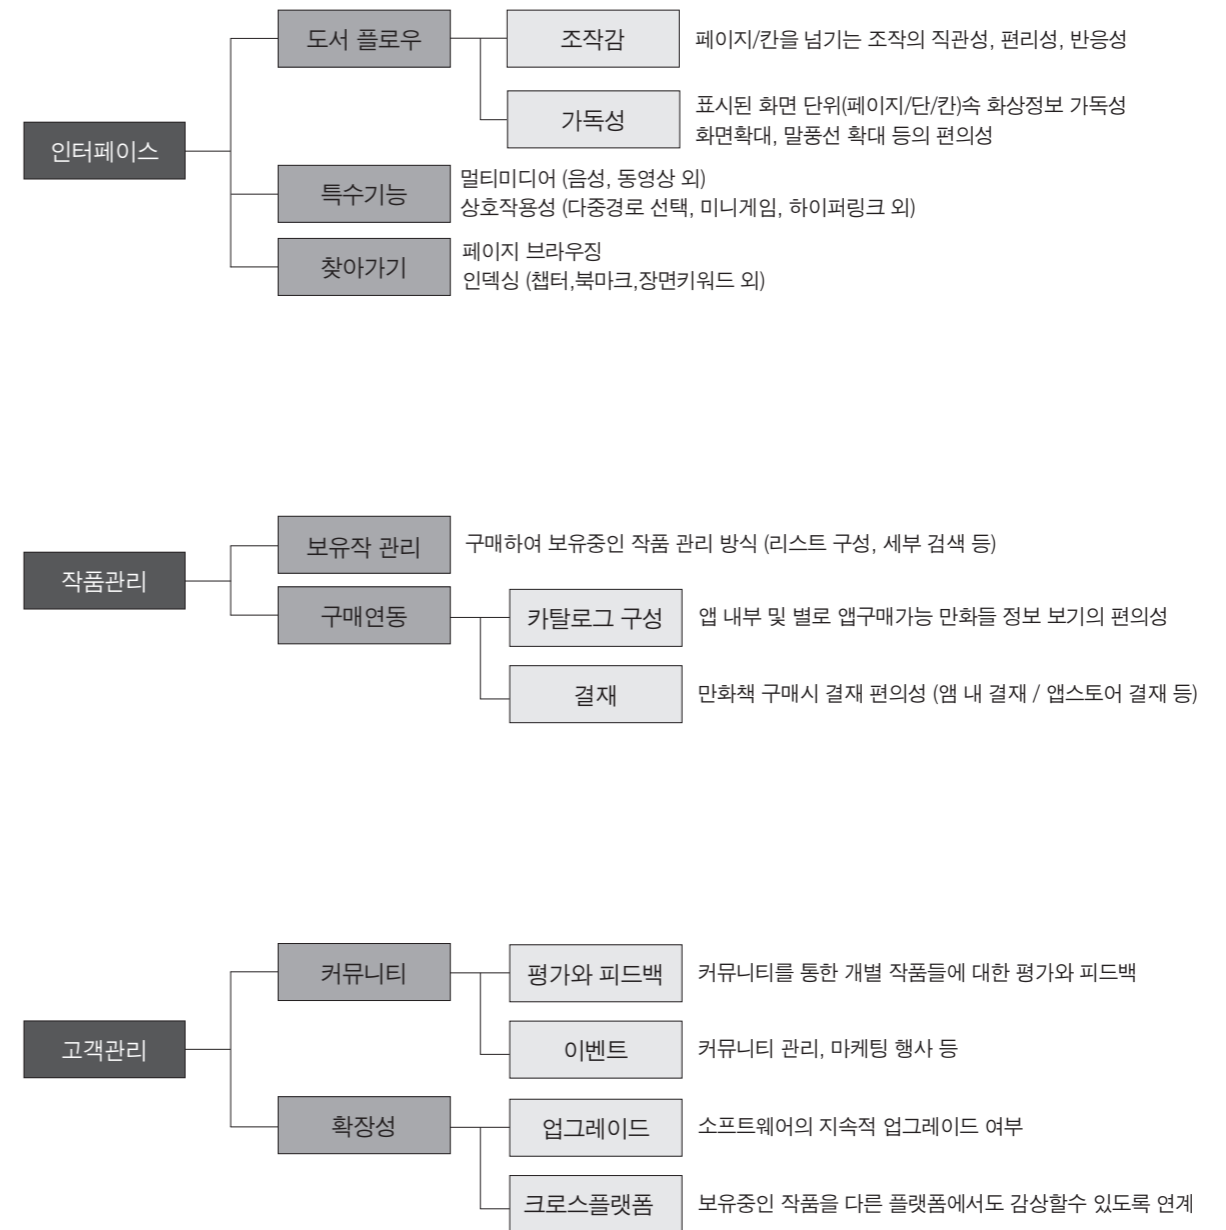 도서 플로우
조작감
페이지/칸을 넘기는 조작의 직관성, 편리성, 반응성
가독성
표시된 화면 단위(페이지/단/칸)속 화상정보 가독성
화면확대, 말풍선 확대 등의 편의성
인터페이스
특수기능
멀티미디어 (음성, 동영상 외)
상호작용성 (다중경로 선택, 미니게임, 하이퍼링크 외)
찾아가기
페이지 브라우징
인덱싱 (챕터,북마크,장면키워드 외)
보유작 관리
구매하여 보유중인 작품 관리 방식 (리스트 구성, 세부 검색 등)
작품관리
구매연동
카탈로그 구성
앱 내부 및 별로 앱구매가능 만화들 정보 보기의 편의성
결재
만화책 구매시 결재 편의성 (앰 내 결재 / 앱스토어 결재 등)
커뮤니티
평가와 피드백
커뮤니티를 통한 개별 작품들에 대한 평가와 피드백
고객관리
이벤트
커뮤니티 관리, 마케팅 행사 등
확장성
업그레이드
소프트웨어의 지속적 업그레이드 여부
크로스플랫폼
보유중인 작품을 다른 플랫폼에서도 감상할수 있도록 연계